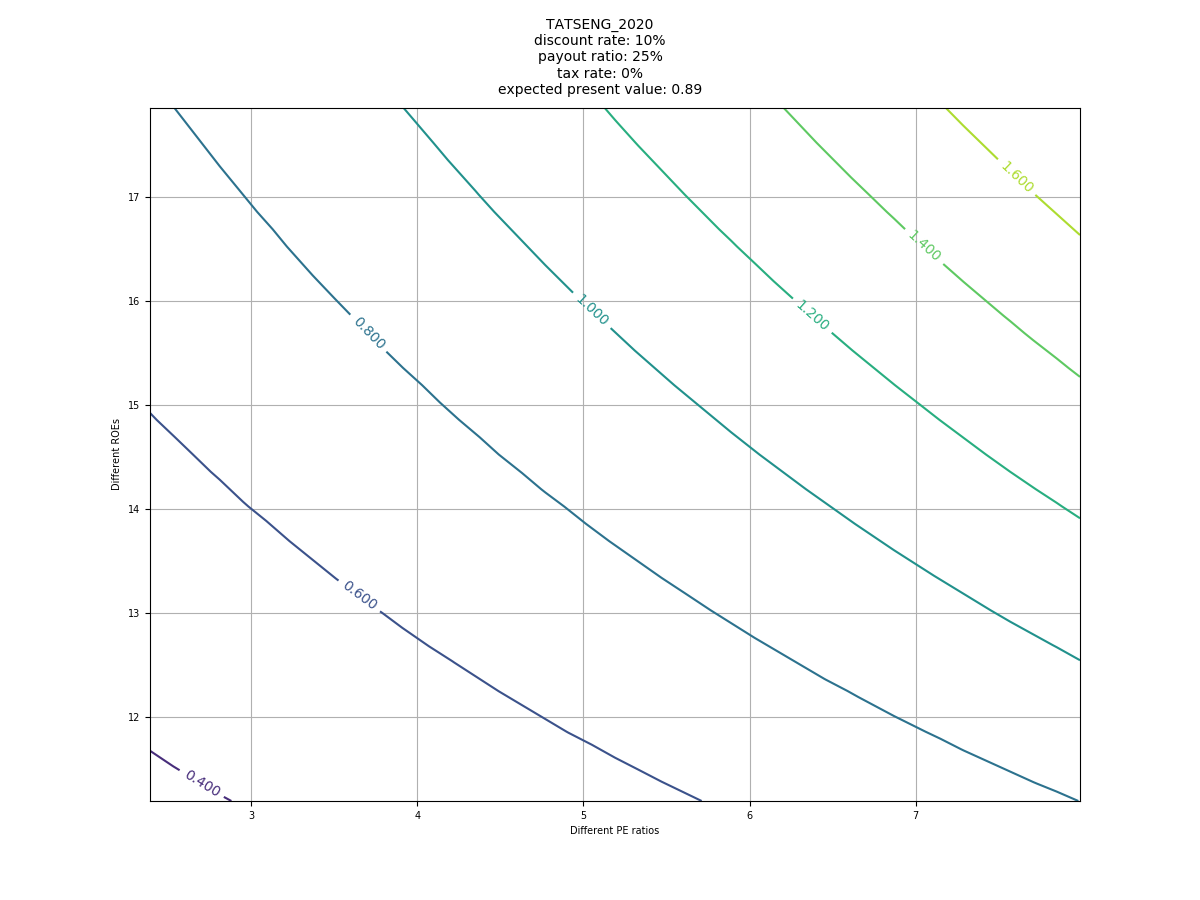 TATSENG_2020
discount rate: 10%
payout ratio: 25%
tax rate: 0%
expected present value: 0.89
1.600
17
1.400
16
1.000
1.200
0.800
15
Different ROEs
14
0.600
13
12
0.400
3 4 5 6 7
Different PE ratios